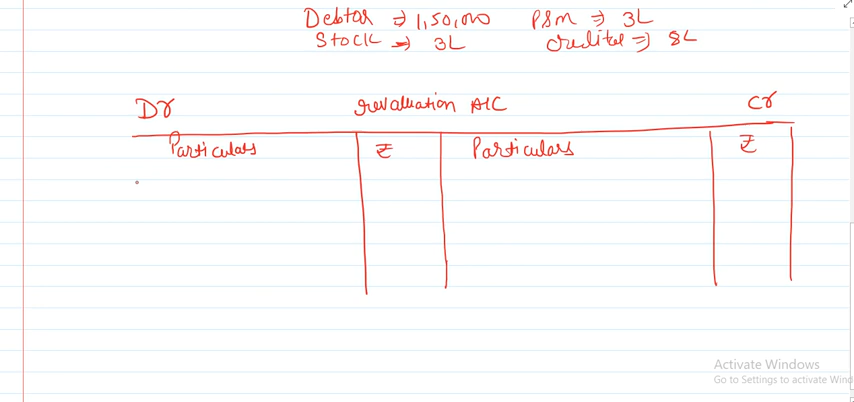 Debtor ⇒ 1,50,000 P&M ⇒ 3L
Stock → 3L Creditor ⇒ 8L
Dr revaluation A/C Cr
Particulars ₹ Particulars ₹
Activate Windows
Go to Settings to activate Wind